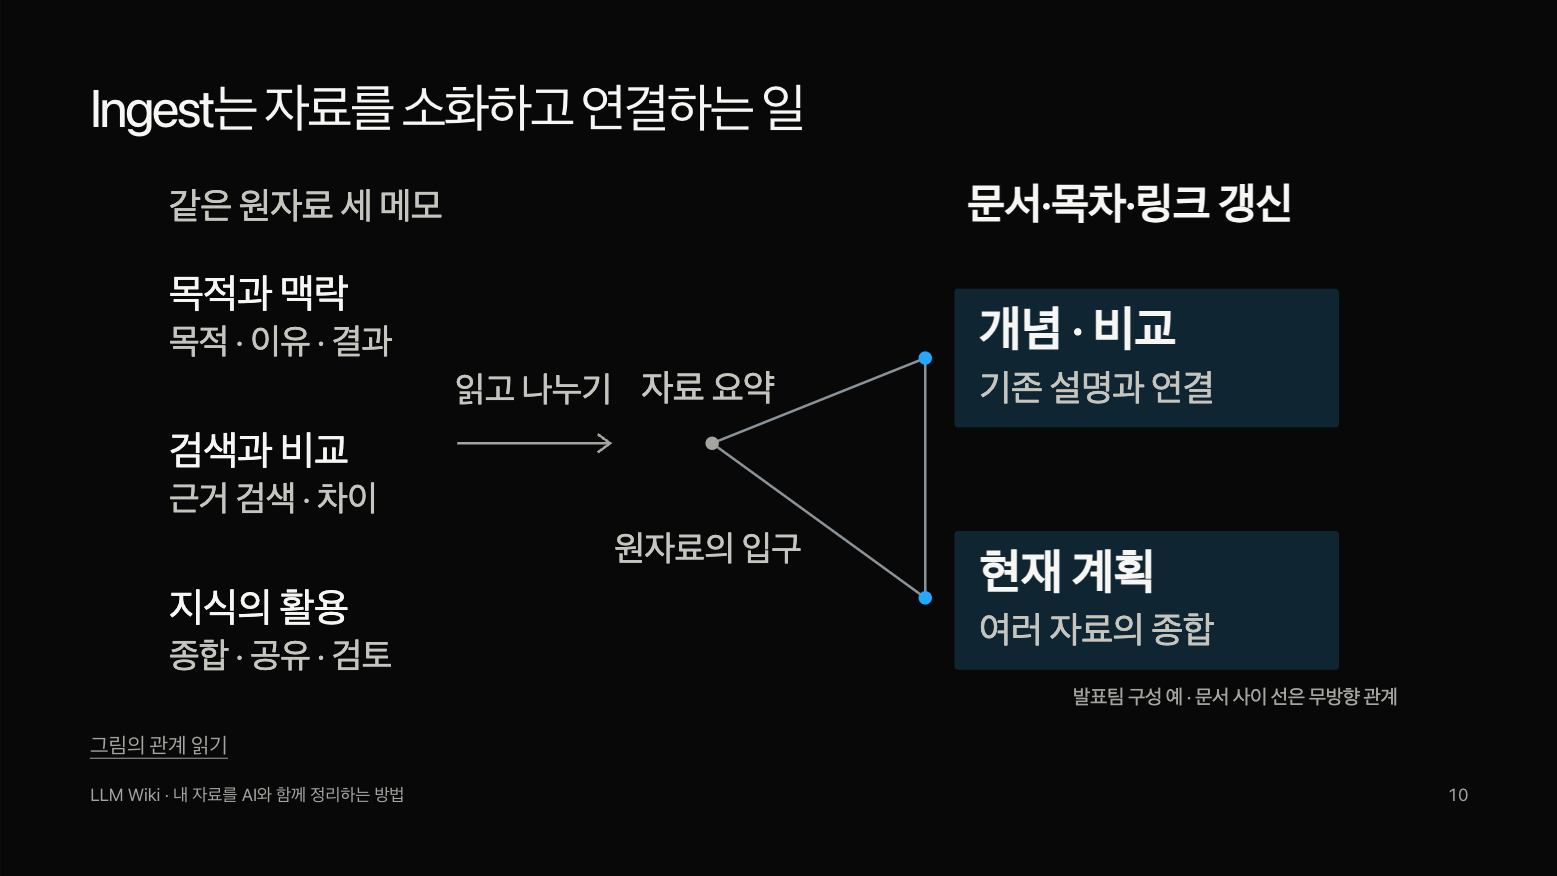 Ingest는 자료를 소화하고 연결하는 일
같은 원자료 세 메모
목적과 맥락
목적 · 이유 · 결과
검색과 비교
근거 검색 · 차이
지식의 활용
종합 · 공유 · 검토
읽고 나누기
자료 요약
원자료의 입구
문서·목차·링크 갱신
개념 · 비교
기존 설명과 연결
현재 계획
여러 자료의 종합
발표팀 구성 예 · 문서 사이 선은 무방향 관계
그림의 관계 읽기
LLM Wiki · 내 자료를 AI와 함께 정리하는 방법
10